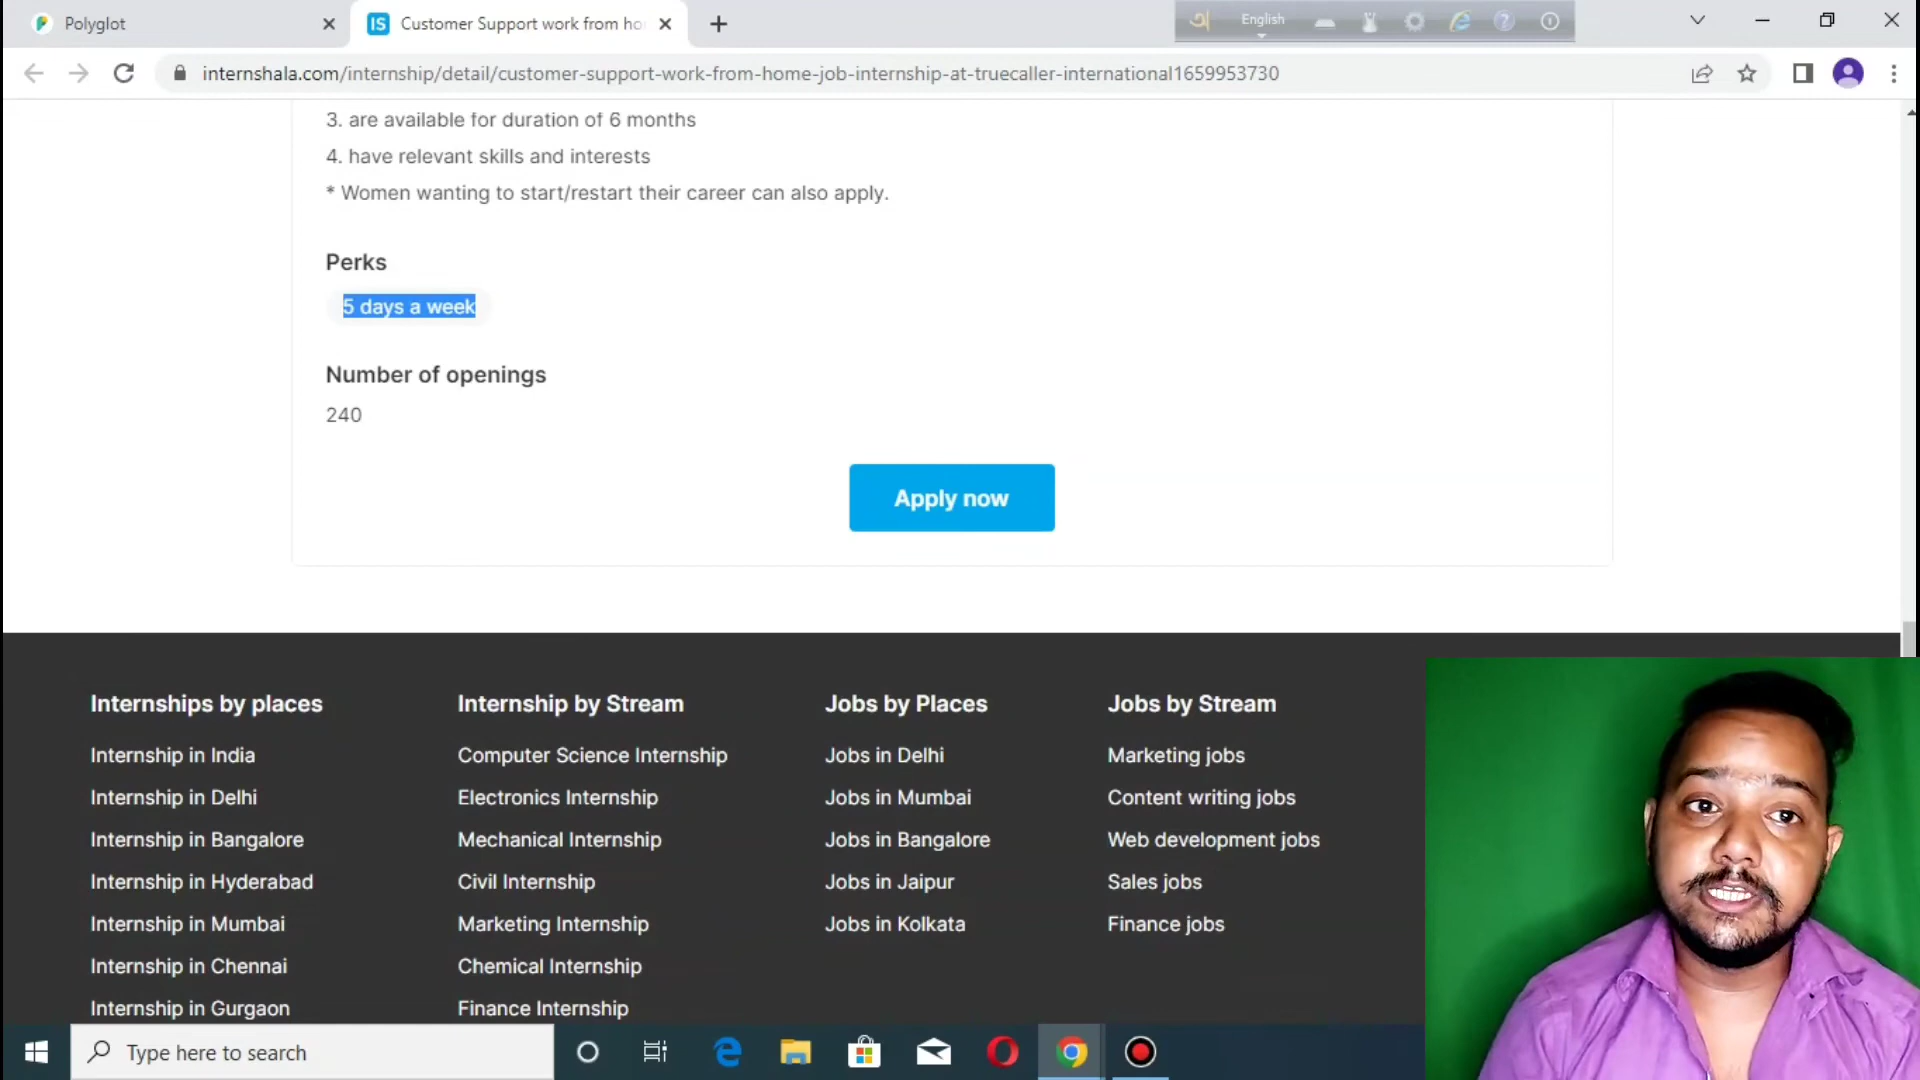 Polyglot
IS Customer Support work from ho
English
internshala.com/internship/detail/customer-support-work-from-home-job-internship-at-truecaller-international1659953730
3. are available for duration of 6 months
4. have relevant skills and interests
* Women wanting to start/restart their career can also apply.
Perks
5 days a week
Number of openings
240
Apply now
Internships by places
Internship in India
Internship in Delhi
Internship in Bangalore
Internship in Hyderabad
Internship in Mumbai
Internship in Chennai
Internship in Gurgaon
Internship by Stream
Computer Science Internship
Electronics Internship
Mechanical Internship
Civil Internship
Marketing Internship
Chemical Internship
Finance Internship
Jobs by Places
Jobs in Delhi
Jobs in Mumbai
Jobs in Bangalore
Jobs in Jaipur
Jobs in Kolkata
Jobs by Stream
Marketing jobs
Content writing jobs
Web development jobs
Sales jobs
Finance jobs
Type here to search